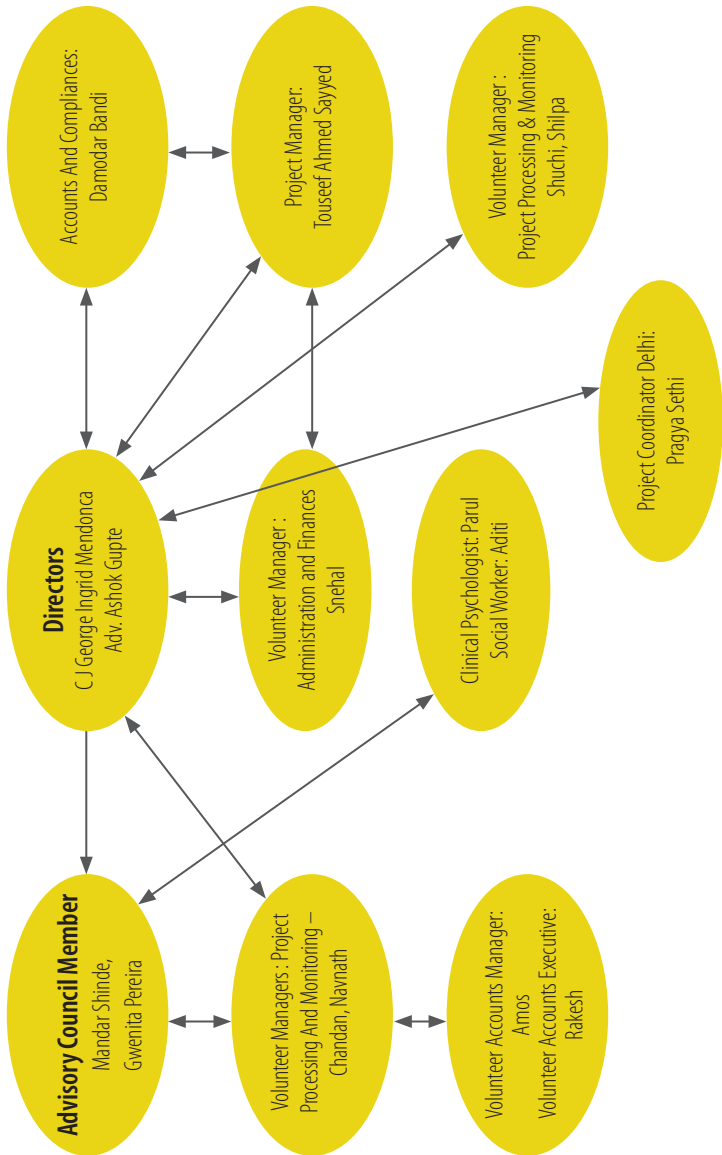 Advisory Council Member
Mandar Shinde,
Gwenita Pereira
Directors
C J George Ingrid Mendonca
Adv. Ashok Gupte
Accounts And Compliances:
Damodar Bandi
Volunteer Managers : Project
Processing And Monitoring –
Chandan, Navnath
Volunteer Manager :
Administration and Finances
Snehal
Project Manager:
Touseef Ahmed Sayyed
Volunteer Accounts Manager:
Amos
Volunteer Accounts Executive:
Rakesh
Clinical Psychologist: Parul
Social Worker: Aditi
Volunteer Manager :
Project Processing & Monitoring
Shuchi, Shilpa
Project Coordinator Delhi:
Pragya Sethi